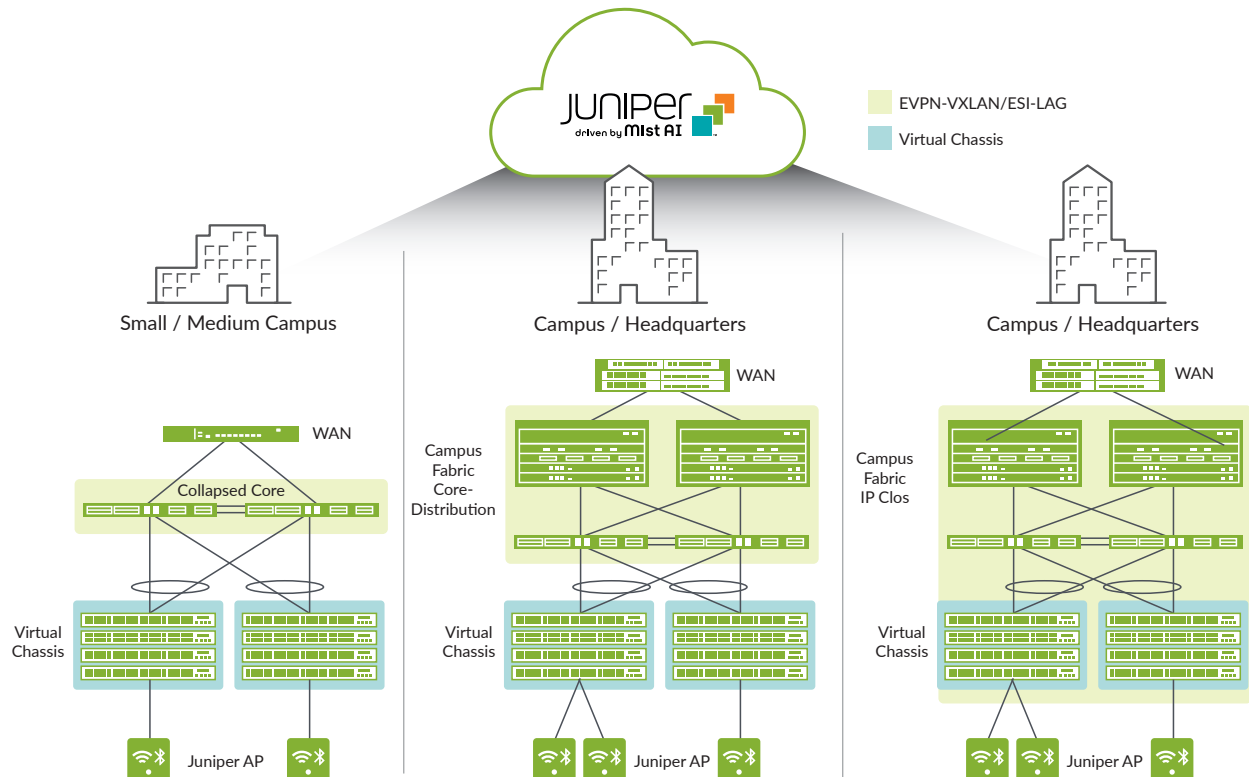 JUNIPER
driven by Mist AI
EVPN-VXLAN/ESI-LAG
Virtual Chassis
Small / Medium Campus
Campus / Headquarters
Campus / Headquarters
WAN
Collapsed Core
Virtual
Chassis
Juniper AP
WAN
Campus
Fabric
Core-
Distribution
Virtual
Chassis
Juniper AP
WAN
Campus
Fabric
IP Clos
Virtual
Chassis
Juniper AP